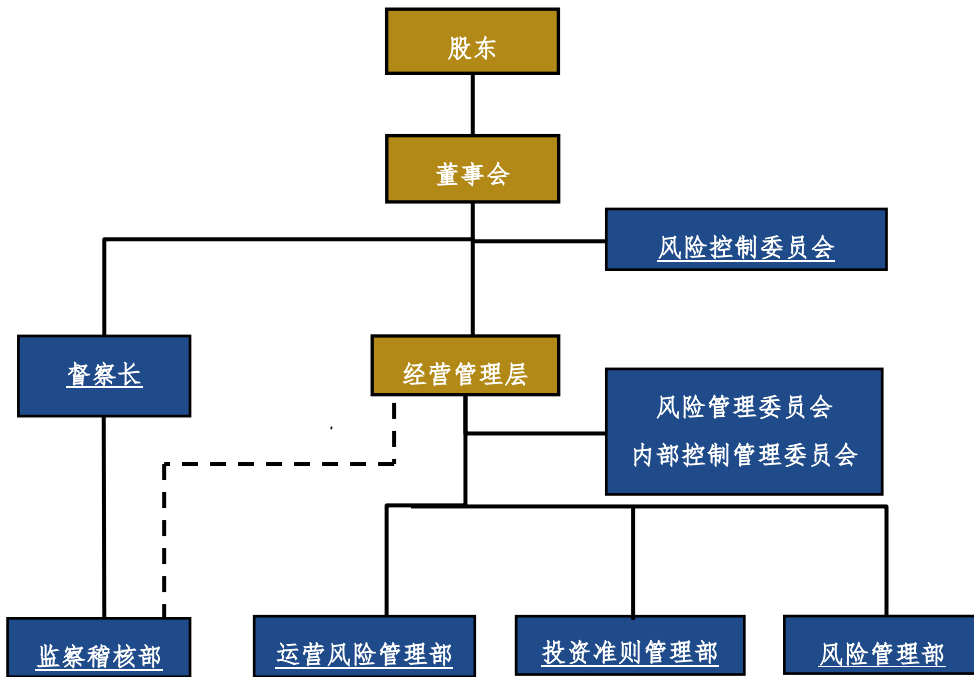 股东
董事会
风险控制委员会
督察长
经营管理层
风险管理委员会
内部控制管理委员会
监察稽核部
运营风险管理部
投资准则管理部
风险管理部